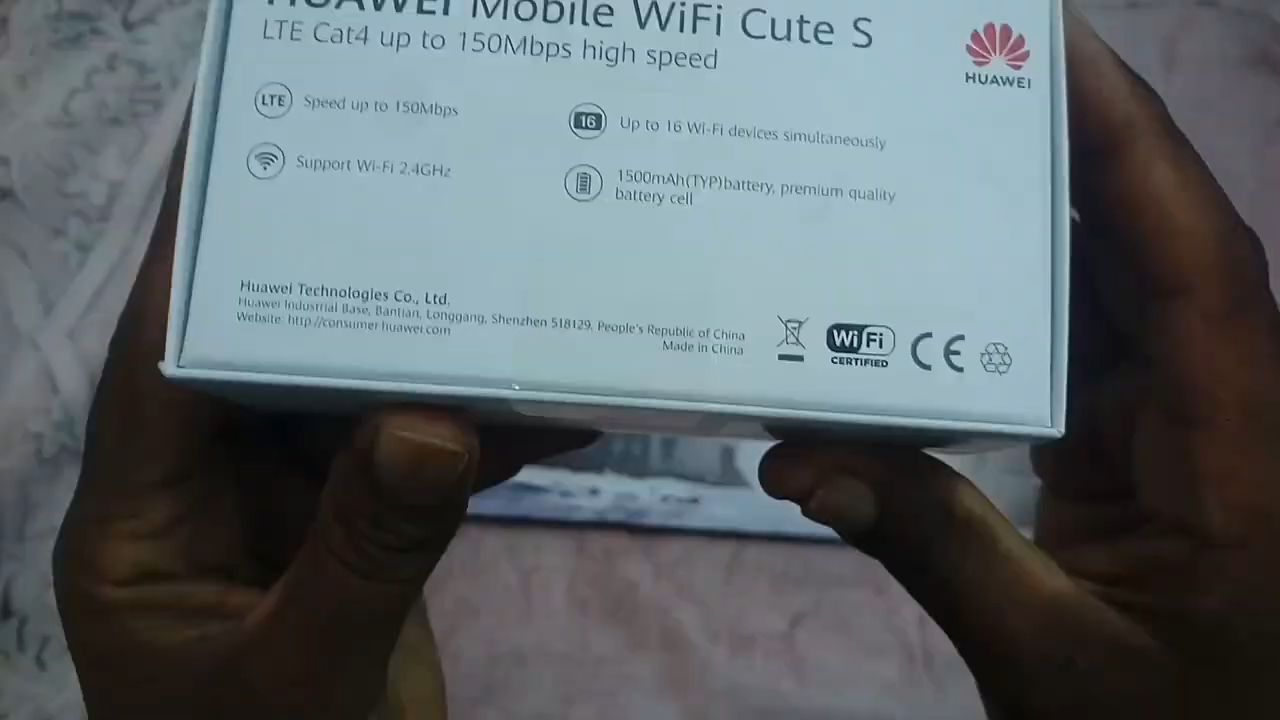 HUAWEI Mobile WiFi Cute S
LTE Cat4 up to 150Mbps high speed
HUAWEI
LTE Speed up to 150Mbps
16 Up to 16 Wi-Fi devices simultaneously
Support Wi-Fi 2.4GHz
1500mAh(TYP)battery, premium quality
battery cell
Huawei Technologies Co., Ltd.
Huawei Industrial Base, Bantian, Longgang, Shenzhen 518129, People's Republic of China
Website: http://consumer.huawei.com
Made in China
Wi Fi
CERTIFIED
CE